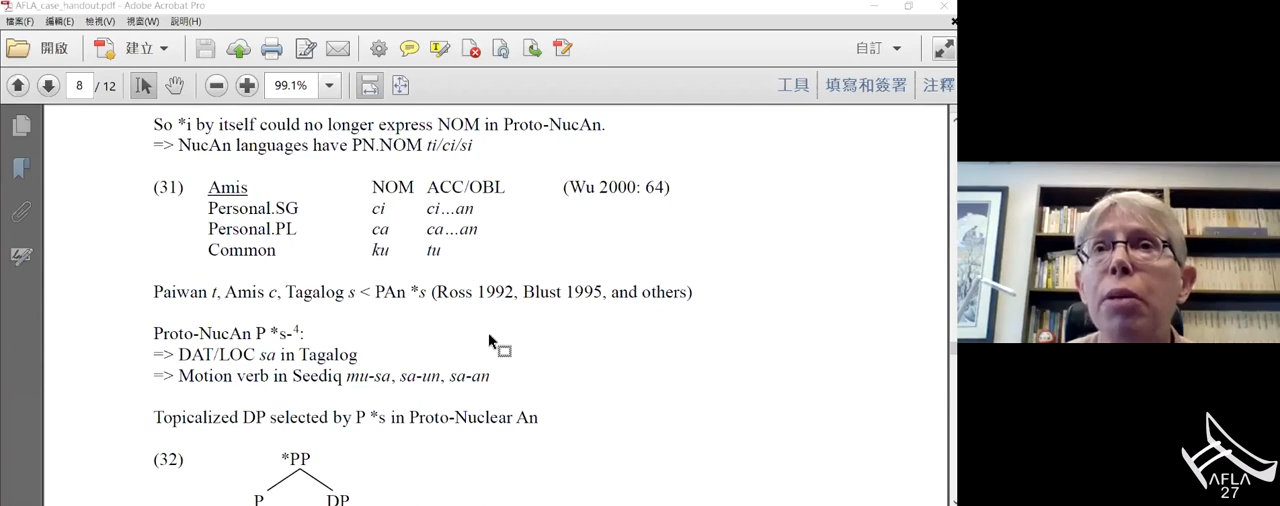 AFLA_case_handout.pdf - Adobe Acrobat Pro
檔案(F) 編輯(E) 檢視(V) 視窗(W) 說明(H)
開啟 建立 自訂
8 / 12 99.1% 工具 填寫和簽署 注釋
So *i by itself could no longer express NOM in Proto-NucAn.
=> NucAn languages have PN.NOM ti/ci/si
(31) Amis NOM ACC/OBL (Wu 2000: 64)
Personal.SG ci ci…an
Personal.PL ca ca…an
Common ku tu
Paiwan t, Amis c, Tagalog s < PAn *s (Ross 1992, Blust 1995, and others)
Proto-NucAn P *s-4:
=> DAT/LOC sa in Tagalog
=> Motion verb in Seediq mu-sa, sa-un, sa-an
Topicalized DP selected by P *s in Proto-Nuclear An
(32) *PP
P DP
AFLA
27